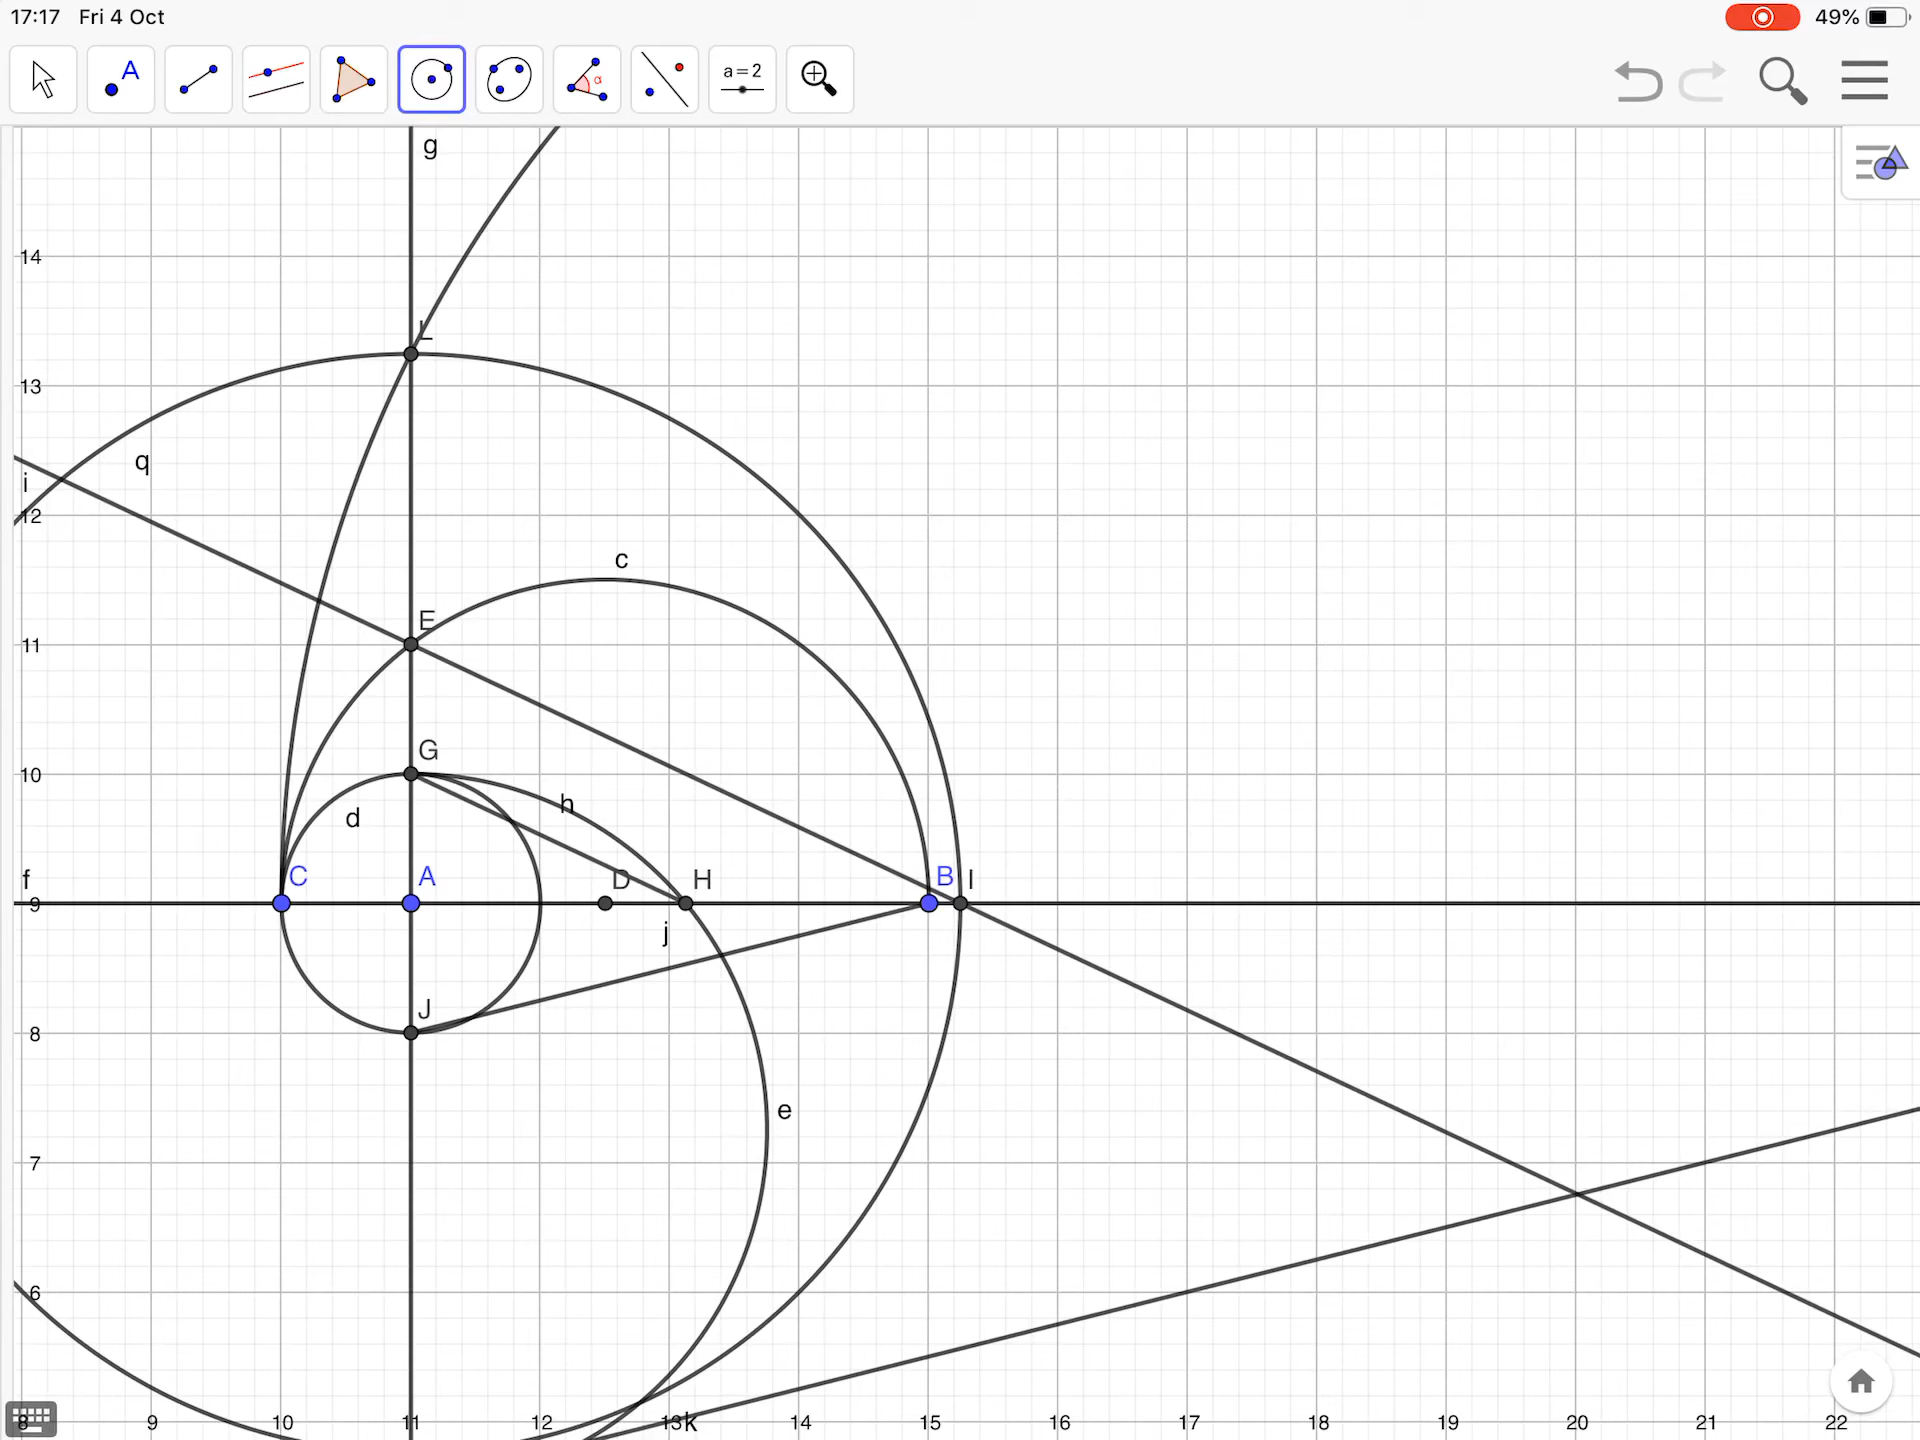 17:17 Fri 4 Oct 49%
A α a=2
g
14
L
13
q
i
12
c
E
11
G
10
h
d
C A D H B I
f
9
j
J
8
e
7
6
k
8 9 10 11 12 13 14 15 16 17 18 19 20 21 22